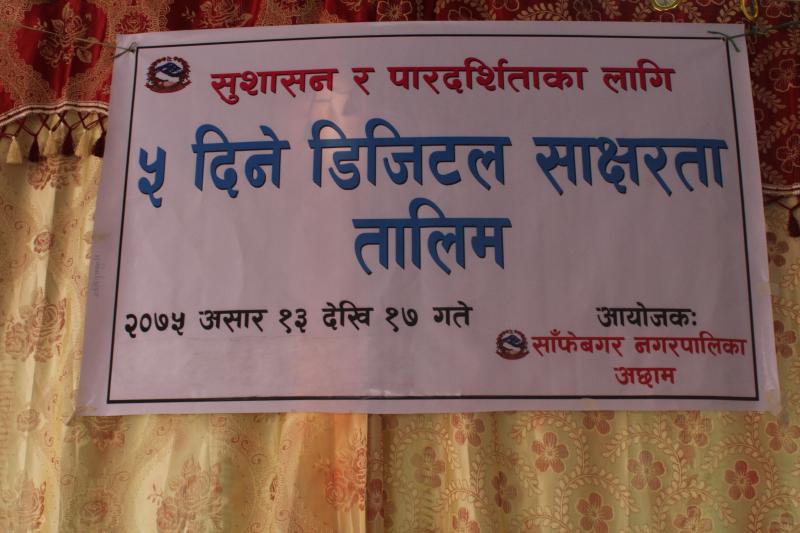 सुशासन र पारदर्शिताका लागि
५ दिने डिजिटल साक्षरता
तालिम
२०७५ असार १३ देखि १७ गते
आयोजकः
साँफेबगर नगरपालिका
अछाम